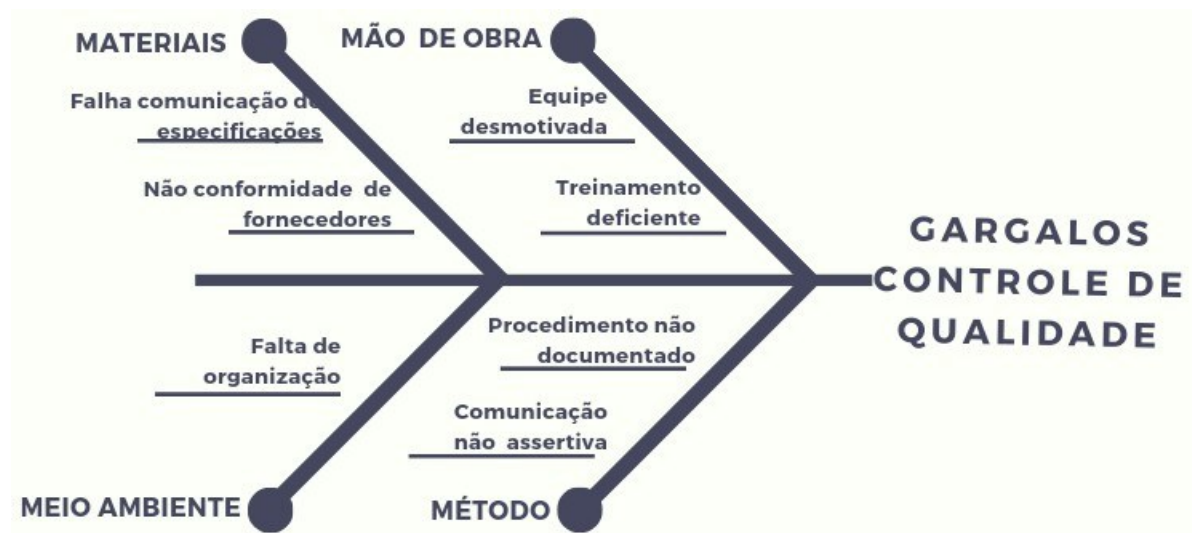 MATERIAIS
Falha comunicação de
especificações
Não conformidade de
fornecedores
MÃO DE OBRA
Equipe
desmotivada
Treinamento
deficiente
GARGALOS
CONTROLE DE
QUALIDADE
Falta de
organização
MEIO AMBIENTE
Procedimento não
documentado
Comunicação
não assertiva
MÉTODO